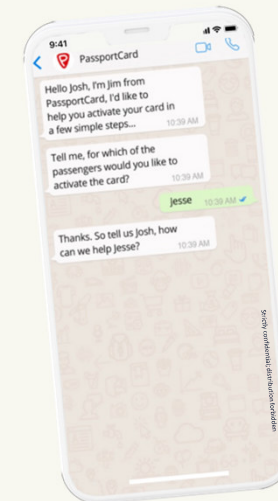 9:41
PassportCard
Hello Josh, I'm Jim from
PassportCard, I'd like to
help you activate your card in
a few simple steps...
10:39 AM
Tell me, for which of the
passengers would you like to
activate the card?
10:39 AM
Jesse
10:39 AM
Thanks. So tell us Josh, how
can we help Jesse?
10:39 AM
Strictly confidential; distribution forbidden